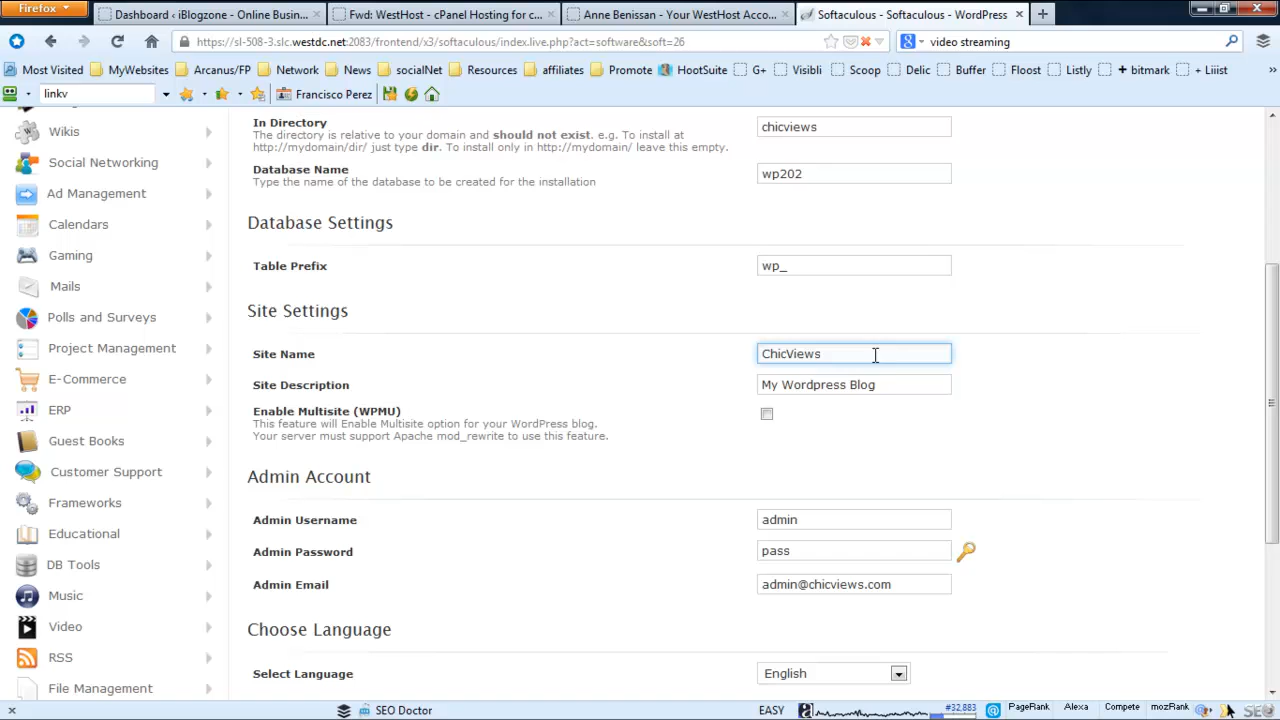 Firefox
Dashboard ‹ iBlogzone - Online Busin...
Fwd: WestHost - cPanel Hosting for c...
Anne Benissan - Your WestHost Acco...
Softaculous - Softaculous - WordPress
https://sl-508-3.slc.westdc.net:2083/frontend/x3/softaculous/index.live.php?act=software&soft=26
video streaming
Most Visited
MyWebsites
Arcanus/FP
Network
News
socialNet
Resources
affiliates
Promote
HootSuite
G+
Visibli
Scoop
Delic
Buffer
Floost
Listly
+ bitmark
+ Liiist
linkv
Francisco Perez
Wikis
Social Networking
Ad Management
Calendars
Gaming
Mails
Polls and Surveys
Project Management
E-Commerce
ERP
Guest Books
Customer Support
Frameworks
Educational
DB Tools
Music
Video
RSS
File Management
In Directory
chicviews
The directory is relative to your domain and should not exist. e.g. To install at
http://mydomain/dir/ just type dir. To install only in http://mydomain/ leave this empty.
Database Name
wp202
Type the name of the database to be created for the installation
Database Settings
Table Prefix
wp_
Site Settings
Site Name
ChicViews
Site Description
My Wordpress Blog
Enable Multisite (WPMU)
This feature will Enable Multisite option for your WordPress blog.
Your server must support Apache mod_rewrite to use this feature.
Admin Account
Admin Username
admin
Admin Password
pass
Admin Email
admin@chicviews.com
Choose Language
Select Language
English
SEO Doctor
EASY
#32,883
PageRank
Alexa
Compete
mozRank
SEO